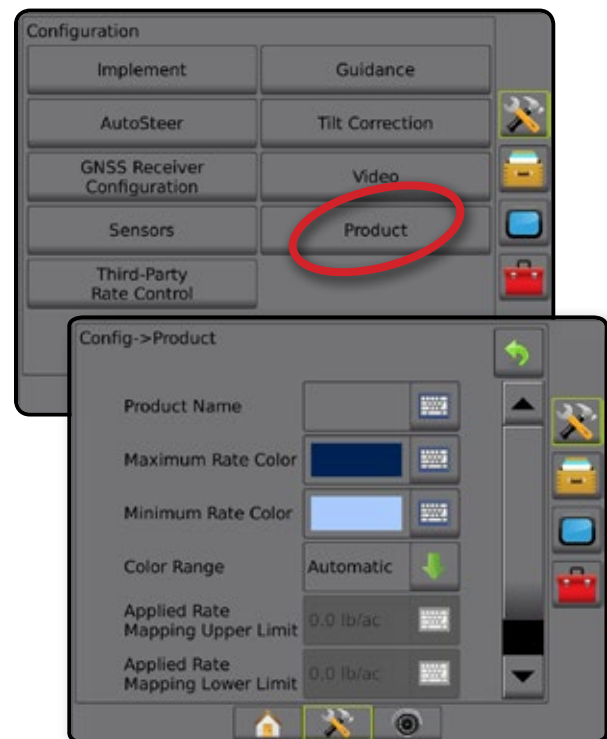 Configuration
Implement
Guidance
AutoSteer
Tilt Correction
GNSS Receiver
Configuration
Video
Sensors
Product
Third-Party
Rate Control
Config->Product
Product Name
Maximum Rate Color
Minimum Rate Color
Color Range
Automatic
Applied Rate
Mapping Upper Limit
0.0 lb/ac
Applied Rate
Mapping Lower Limit
0.0 lb/ac